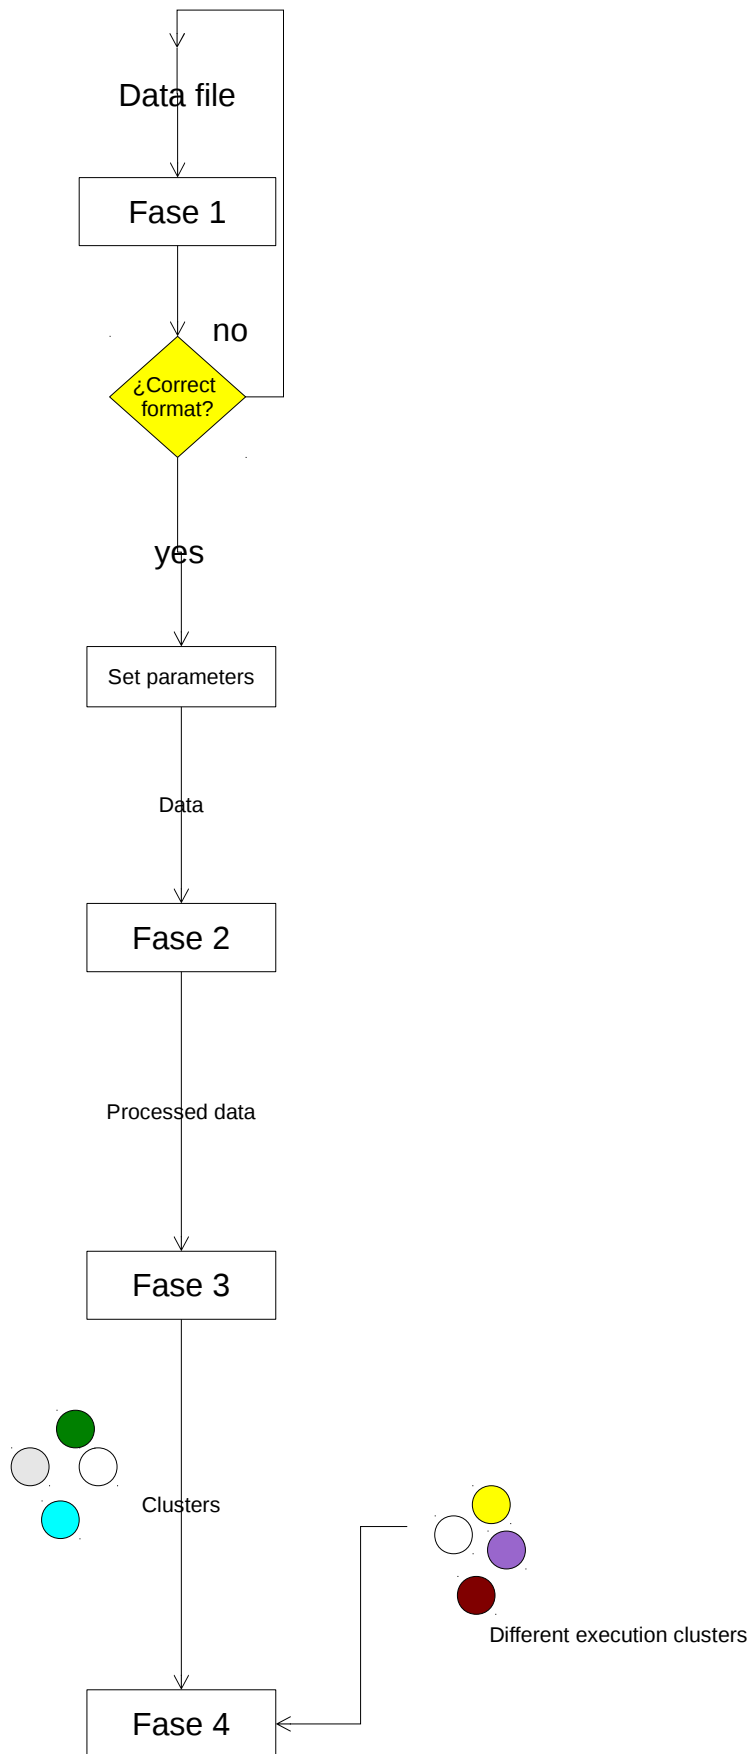 Data file
Fase 1
no
¿Correct
format?
yes
Set parameters
Data
Fase 2
Processed data
Fase 3
Clusters
Different execution clusters
Fase 4